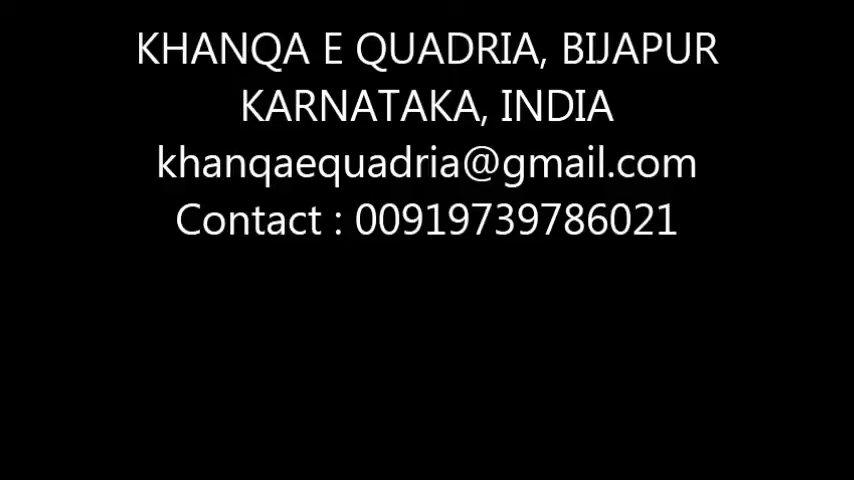 KHANQA E QUADRIA, BIJAPUR
KARNATAKA, INDIA
khanqaequadria@gmail.com
Contact : 00919739786021